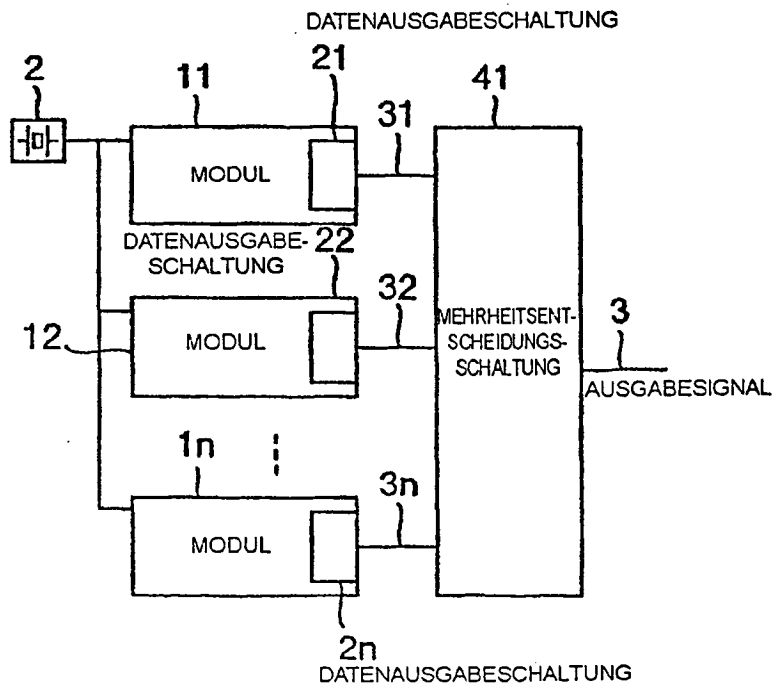 DATENAUSGABESCHALTUNG
2
11
21
31
41
MODUL
DATENAUSGABE-
SCHALTUNG
22
12
MODUL
32
MEHRHEITSENT-
SCHEIDUNGS-
SCHALTUNG
3
AUSGABESIGNAL
1n
MODUL
3n
2n
DATENAUSGABESCHALTUNG